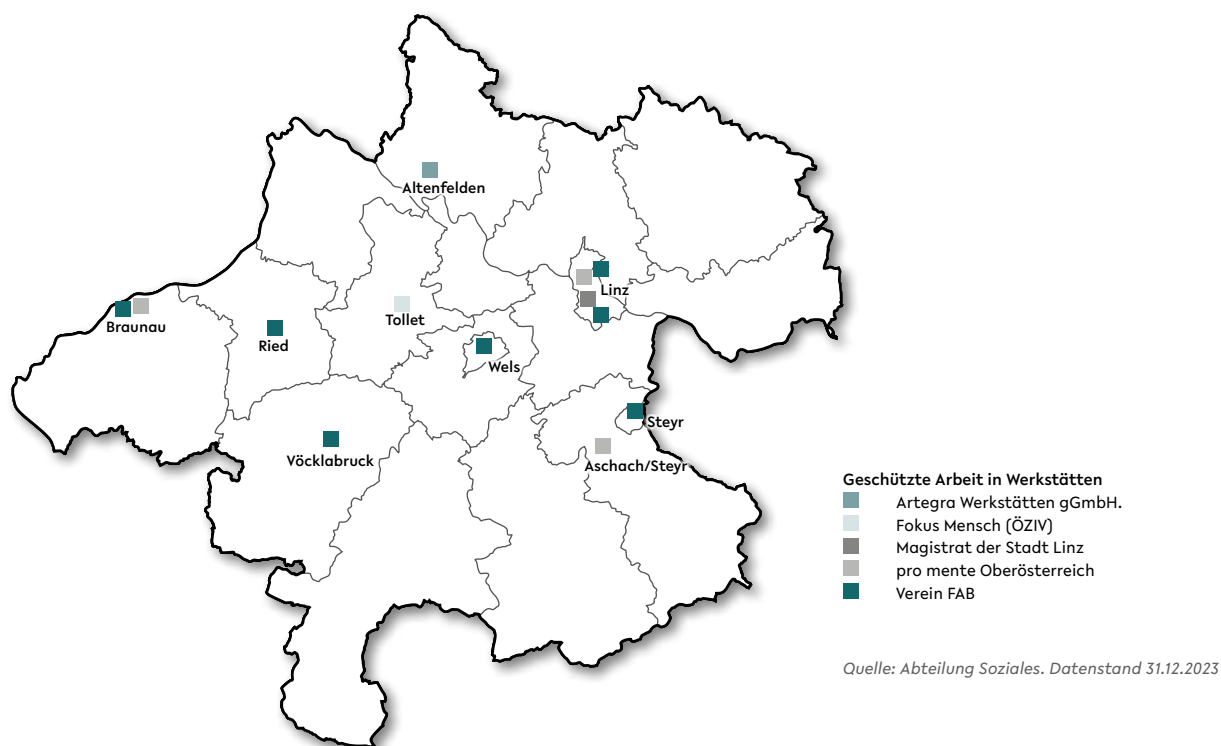 Altenfelden
Linz
Braunau
Tollet
Ried
Wels
Steyr
Vöcklabruck
Aschach/Steyr
Geschützte Arbeit in Werkstätten
Artegra Werkstätten gGmbH.
Fokus Mensch (ÖZIV)
Magistrat der Stadt Linz
pro mente Oberösterreich
Verein FAB
Quelle: Abteilung Soziales. Datenstand 31.12.2023